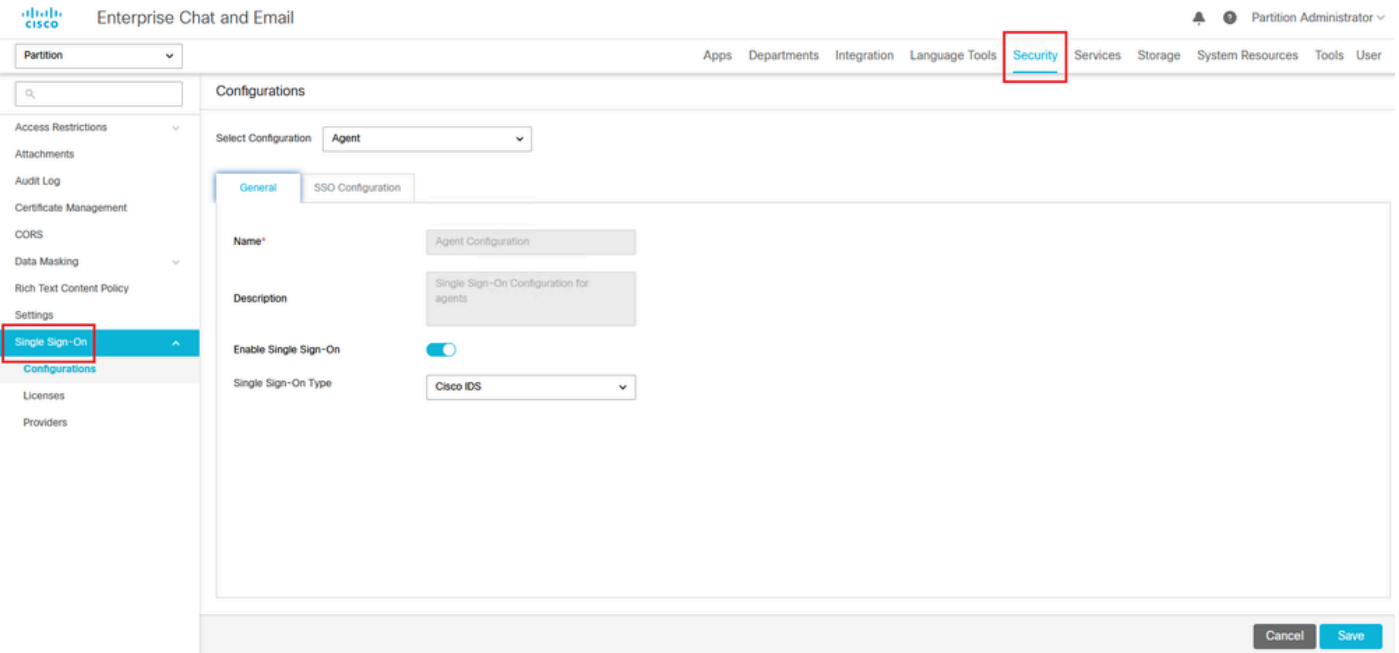 CISCO
Enterprise Chat and Email
Partition Administrator
Partition
Apps Departments Integration Language Tools Security Services Storage System Resources Tools User
Access Restrictions
Attachments
Audit Log
Certificate Management
CORS
Data Masking
Rich Text Content Policy
Settings
Single Sign-On
Configurations
Licenses
Providers
Configurations
Select Configuration Agent
General SSO Configuration
Name* Agent Configuration
Description Single Sign-On Configuration for
agents
Enable Single Sign-On
Single Sign-On Type Cisco IDS
Cancel Save